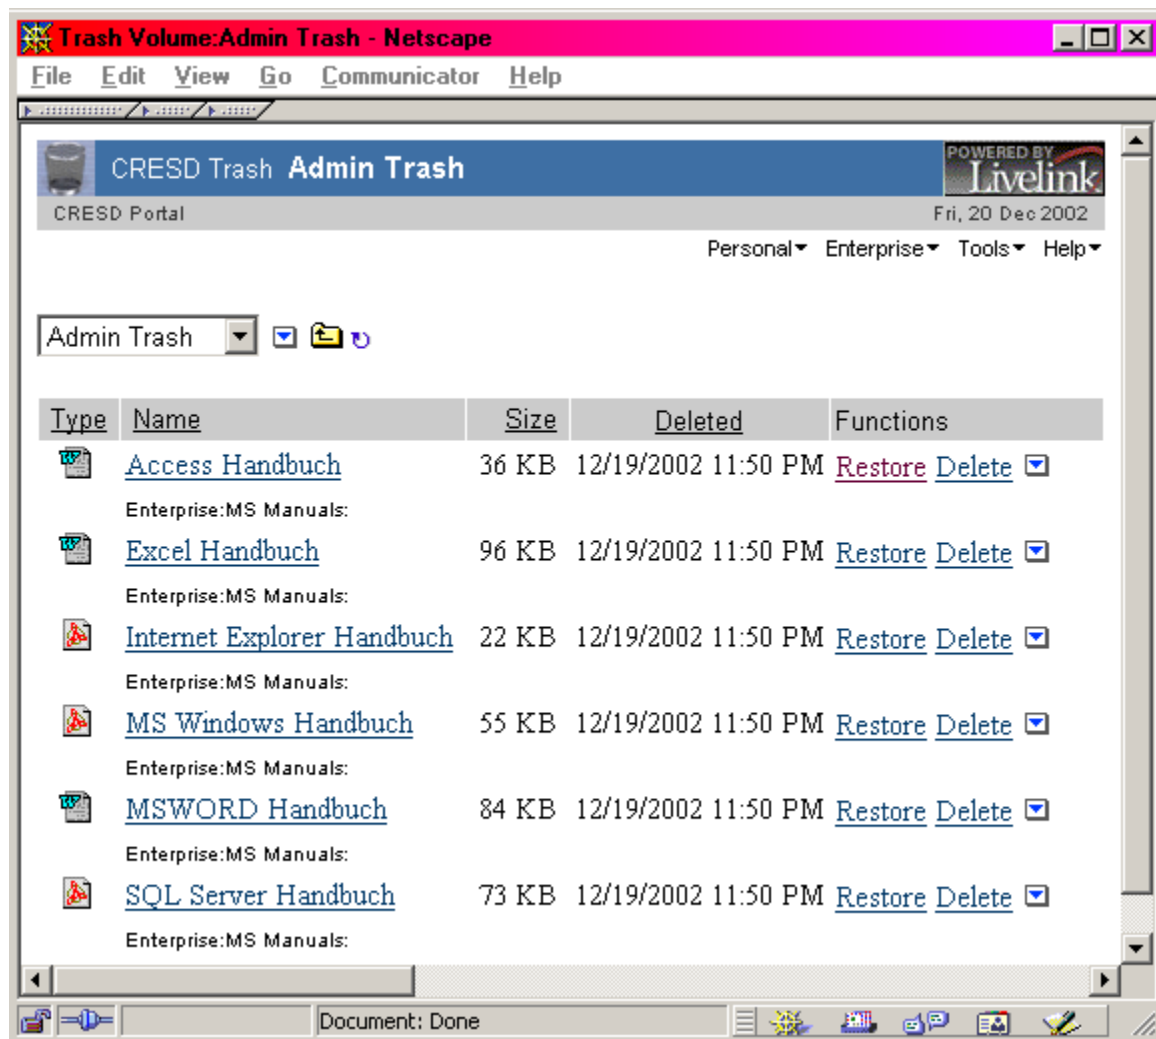 Trash Volume:Admin Trash - Netscape
File Edit View Go Communicator Help
CRESD Trash Admin Trash
POWERED BY
Livelink
CRESD Portal Fri, 20 Dec 2002
Personal Enterprise Tools Help
Admin Trash
Type Name Size Deleted Functions
Access Handbuch 36 KB 12/19/2002 11:50 PM Restore Delete
Enterprise:MS Manuals:
Excel Handbuch 96 KB 12/19/2002 11:50 PM Restore Delete
Enterprise:MS Manuals:
Internet Explorer Handbuch 22 KB 12/19/2002 11:50 PM Restore Delete
Enterprise:MS Manuals:
MS Windows Handbuch 55 KB 12/19/2002 11:50 PM Restore Delete
Enterprise:MS Manuals:
MSWORD Handbuch 84 KB 12/19/2002 11:50 PM Restore Delete
Enterprise:MS Manuals:
SQL Server Handbuch 73 KB 12/19/2002 11:50 PM Restore Delete
Enterprise:MS Manuals:
Document: Done